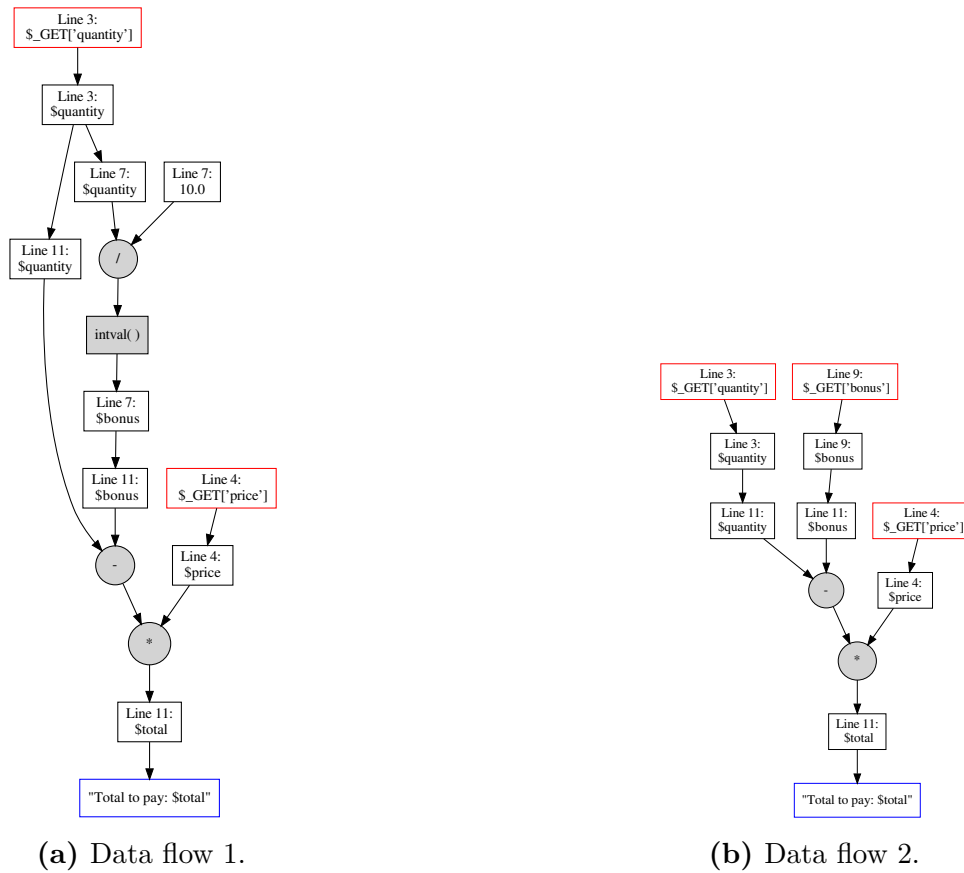 Line 3:
$_GET['quantity']
Line 3:
$quantity
Line 7:
$quantity
Line 7:
10.0
Line 11:
$quantity
/
intval( )
Line 7:
$bonus
Line 11:
$bonus
Line 4:
$_GET['price']
-
Line 4:
$price
*
Line 11:
$total
"Total to pay: $total"
(a) Data flow 1.
Line 3:
$_GET['quantity']
Line 9:
$_GET['bonus']
Line 3:
$quantity
Line 9:
$bonus
Line 11:
$quantity
Line 11:
$bonus
Line 4:
$_GET['price']
-
Line 4:
$price
*
Line 11:
$total
"Total to pay: $total"
(b) Data flow 2.